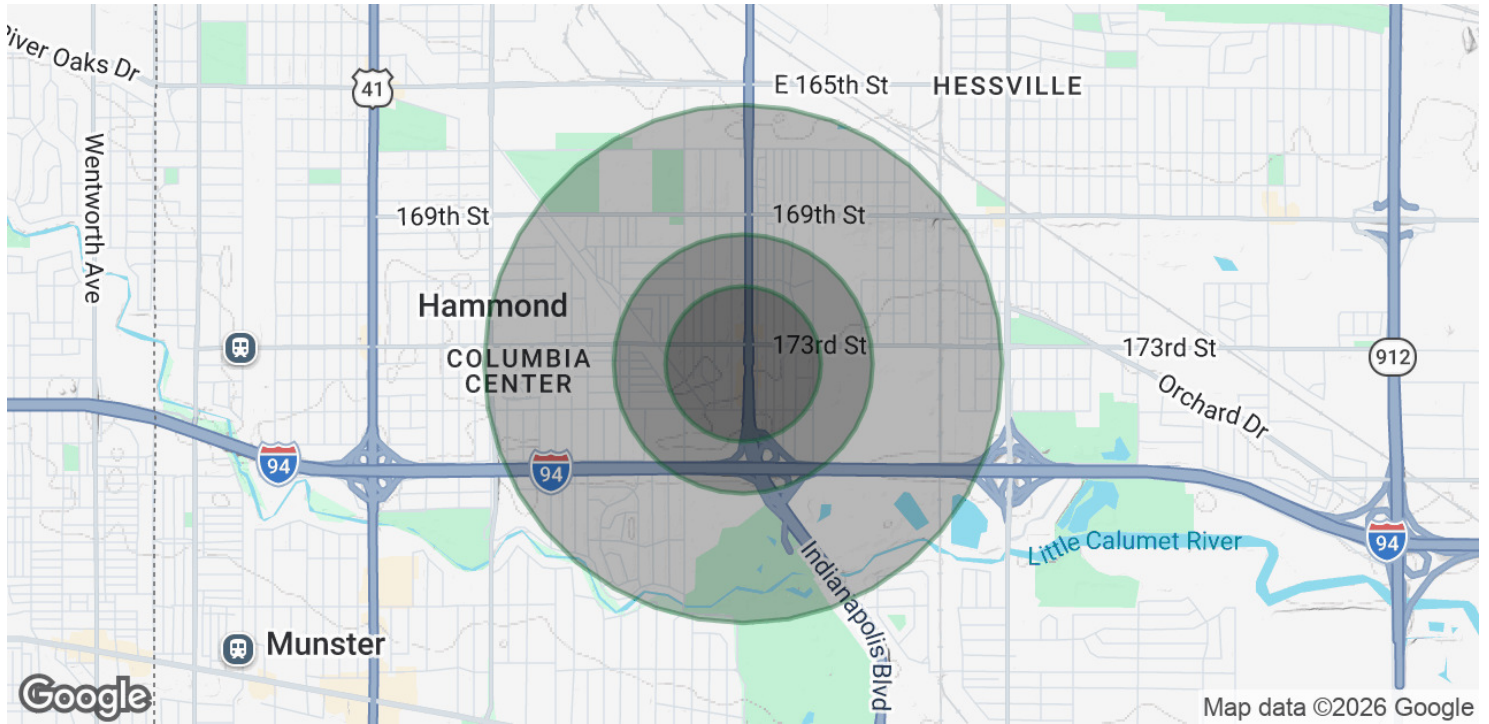 River Oaks Dr
41
E 165th St
HESSVILLE
Wentworth Ave
169th St
169th St
Hammond
173rd St
173rd St
912
COLUMBIA
CENTER
Orchard Dr
94
94
94
Little Calumet River
Indianapolis Blvd
Munster
Google
Map data ©2026 Google